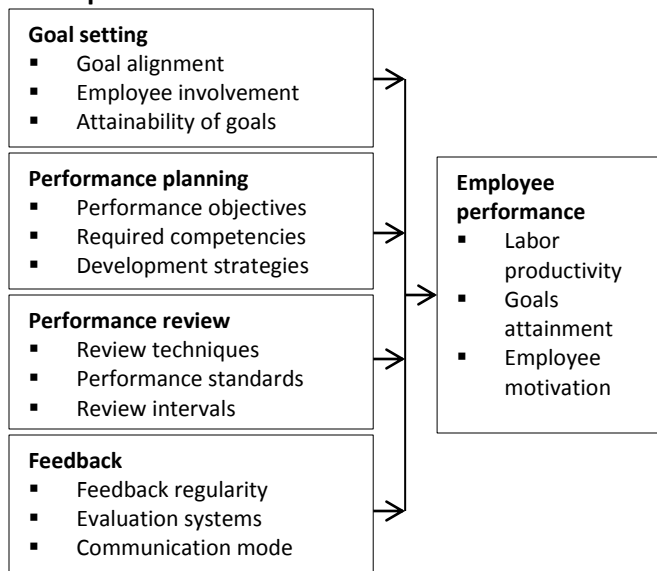 Goal setting
▪ Goal alignment
▪ Employee involvement
▪ Attainability of goals
Performance planning
▪ Performance objectives
▪ Required competencies
▪ Development strategies
Performance review
▪ Review techniques
▪ Performance standards
▪ Review intervals
Feedback
▪ Feedback regularity
▪ Evaluation systems
▪ Communication mode
Employee
performance
▪ Labor
productivity
▪ Goals
attainment
▪ Employee
motivation